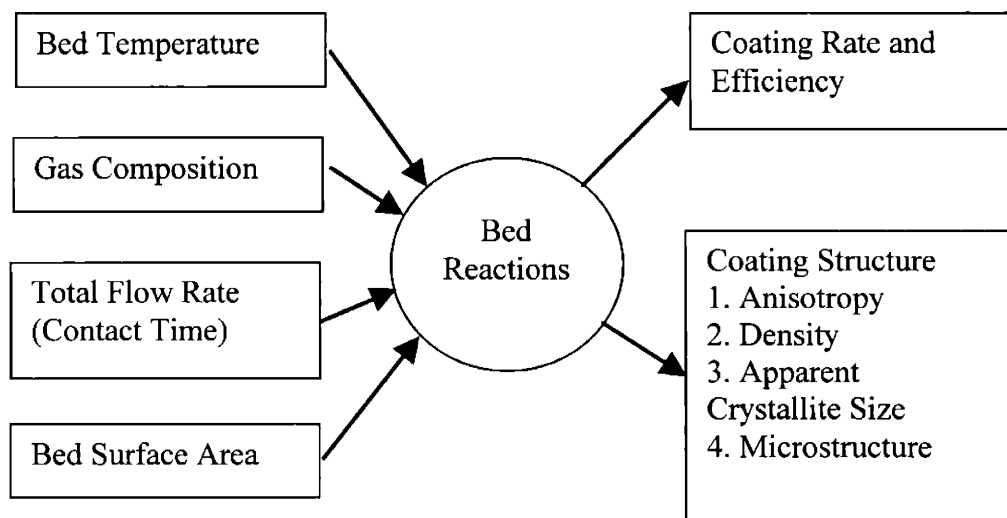 Bed Temperature
Gas Composition
Total Flow Rate
(Contact Time)
Bed Surface Area
Bed
Reactions
Coating Rate and
Efficiency
Coating Structure
1. Anisotropy
2. Density
3. Apparent
Crystallite Size
4. Microstructure